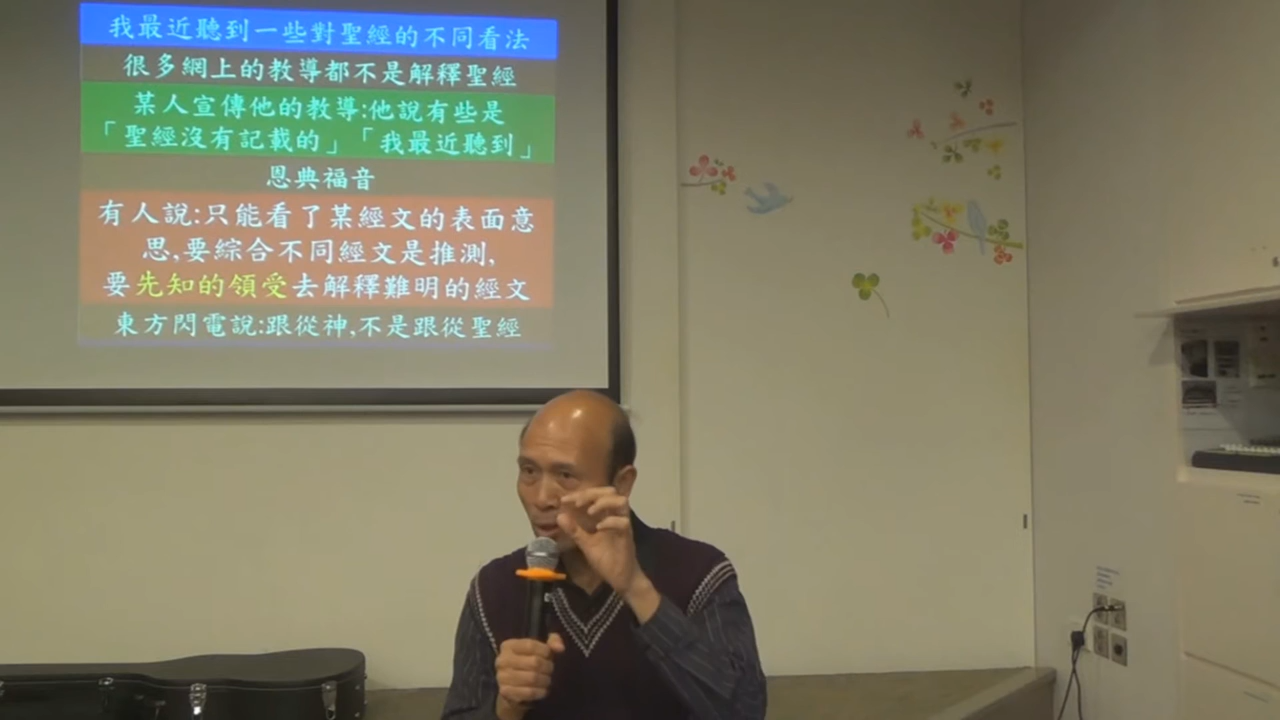 我最近聽到一些對聖經的不同看法
很多網上的教導都不是解釋聖經
某人宣傳他的教導:他說有些是
「聖經沒有記載的」「我最近聽到」
恩典福音
有人說:只能看了某經文的表面意
思,要綜合不同經文是推測,
要先知的領受去解釋難明的經文
東方閃電說:跟從神,不是跟從聖經